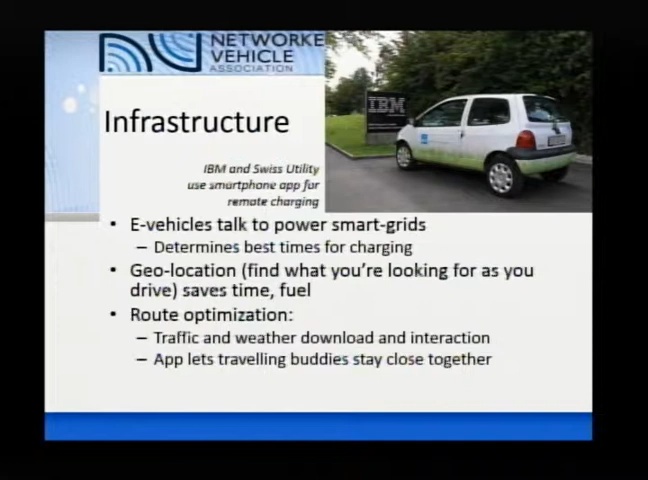 NETWORKE
VEHICLE
ASSOCIATION
IBM
Infrastructure
IBM and Swiss Utility
use smartphone app for
remote charging
• E-vehicles talk to power smart-grids
– Determines best times for charging
• Geo-location (find what you're looking for as you
drive) saves time, fuel
• Route optimization:
– Traffic and weather download and interaction
– App lets travelling buddies stay close together